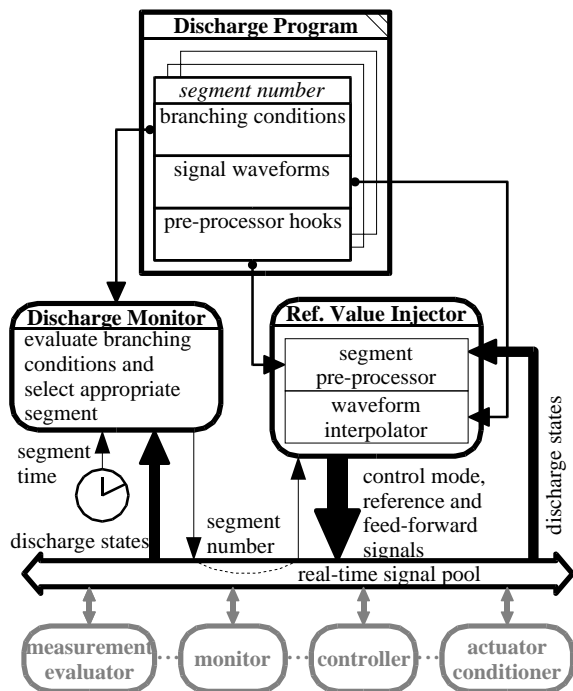 Discharge Program
segment number
branching conditions
signal waveforms
pre-processor hooks
Discharge Monitor
evaluate branching
conditions and
select appropriate
segment
Ref. Value Injector
segment
pre-processor
waveform
interpolator
segment
time
discharge states
segment
number
control mode,
reference and
feed-forward
signals
discharge states
real-time signal pool
measurement
evaluator
monitor
controller
actuator
conditioner